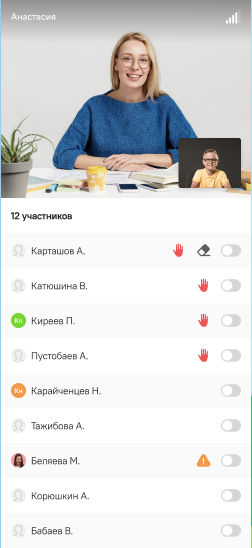 Анастасия
12 участников
Карташов А.
Катюшина В.
Кп Киреев П.
Пустобаев А.
Кн Карайченцев Н.
Тажибова А.
Беляева М.
Корюшкин А.
Бабаев В.